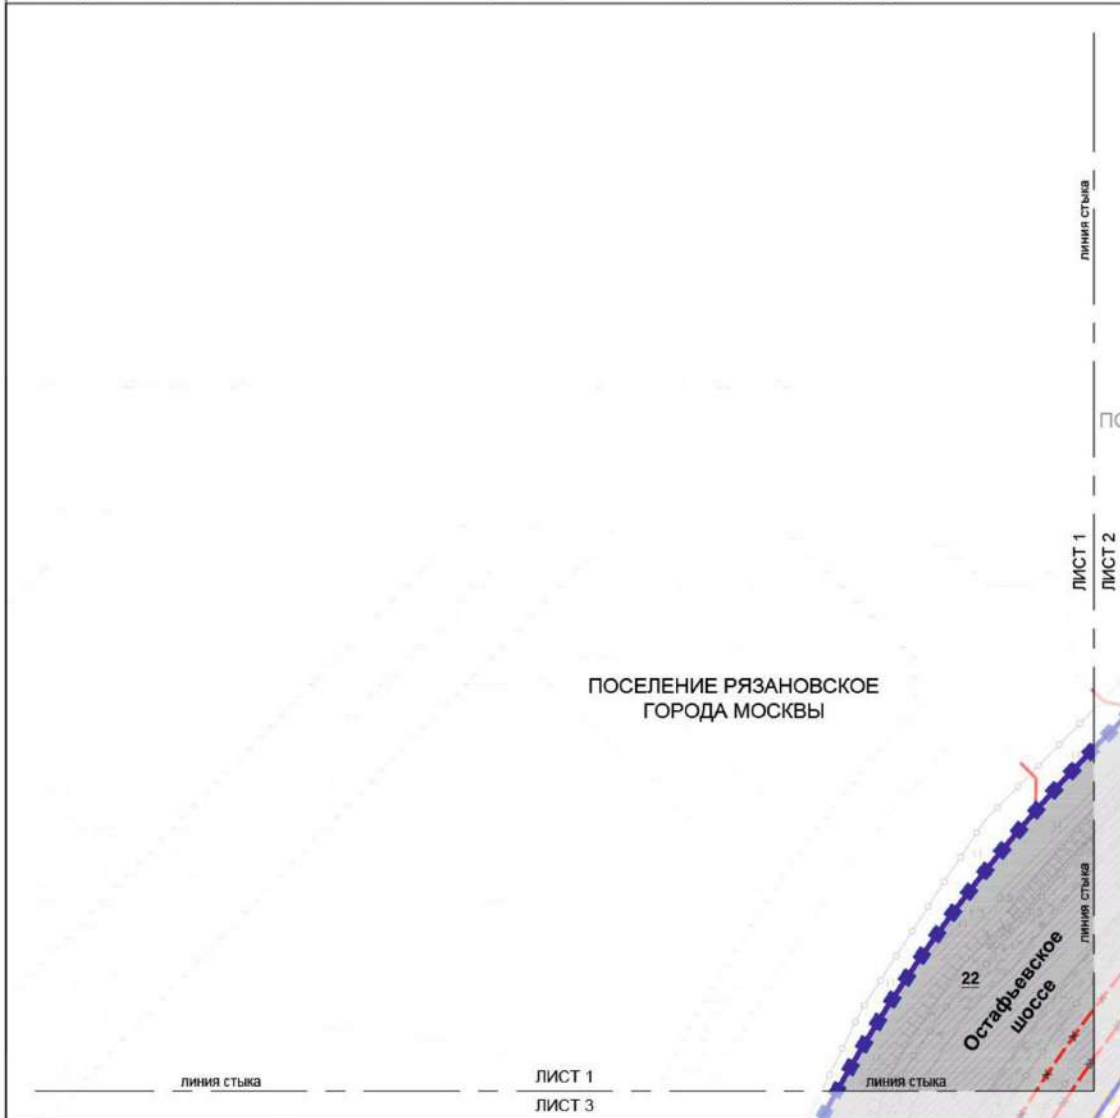 линия стыка
ЛИСТ 1
ЛИСТ 2
ПОСЕЛЕНИЕ РЯЗАНОВСКОЕ
ГОРОДА МОСКВЫ
линия стыка
22
Остафьевское
шоссе
линия стыка
ЛИСТ 1
линия стыка
ЛИСТ 3